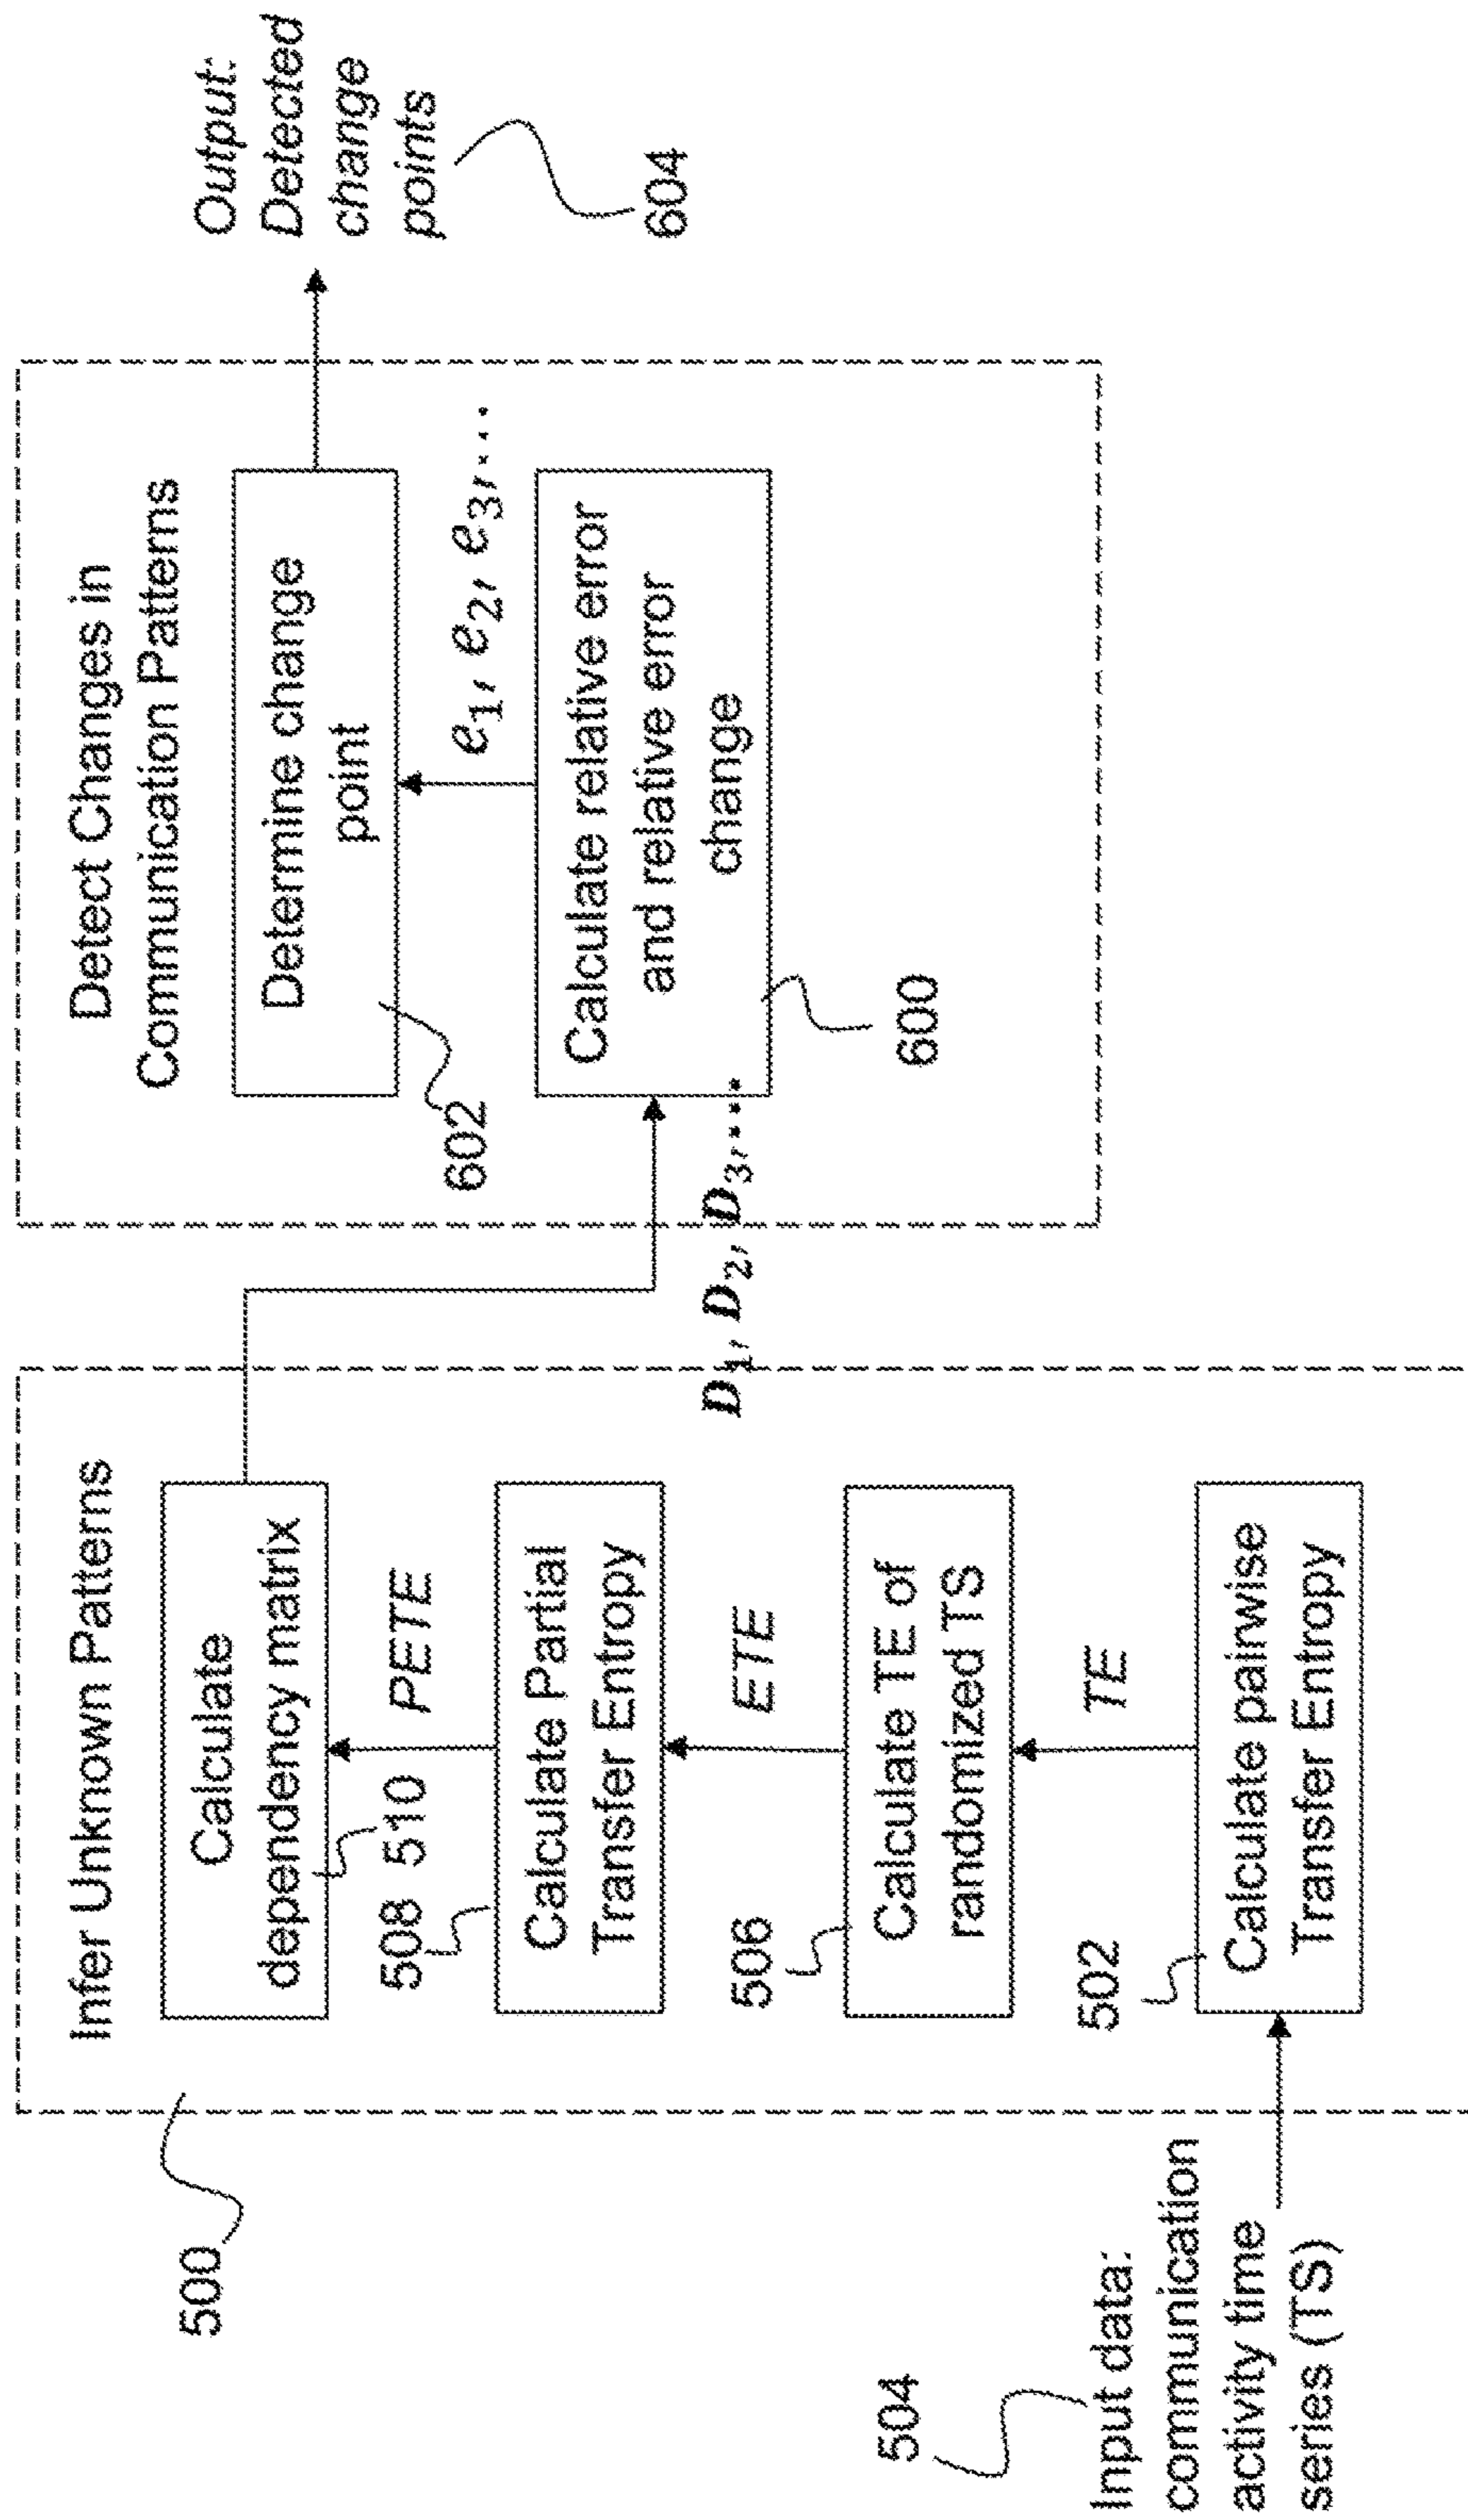 500
Infer Unknown Patterns
Calculate
dependency matrix
510
PETE
508
Calculate Partial
Transfer Entropy
506
ETE
Calculate TE of
randomized TS
502
TE
Calculate pairwise
Transfer Entropy
504
Input data:
communication
activity time
series (TS)
D₁, D₂, D₃,...
Detect Changes in
Communication Patterns
Determine change
point
602
e₁, e₂, e₃,...
Calculate relative error
and relative error
change
600
Output:
Detected
change
points
604